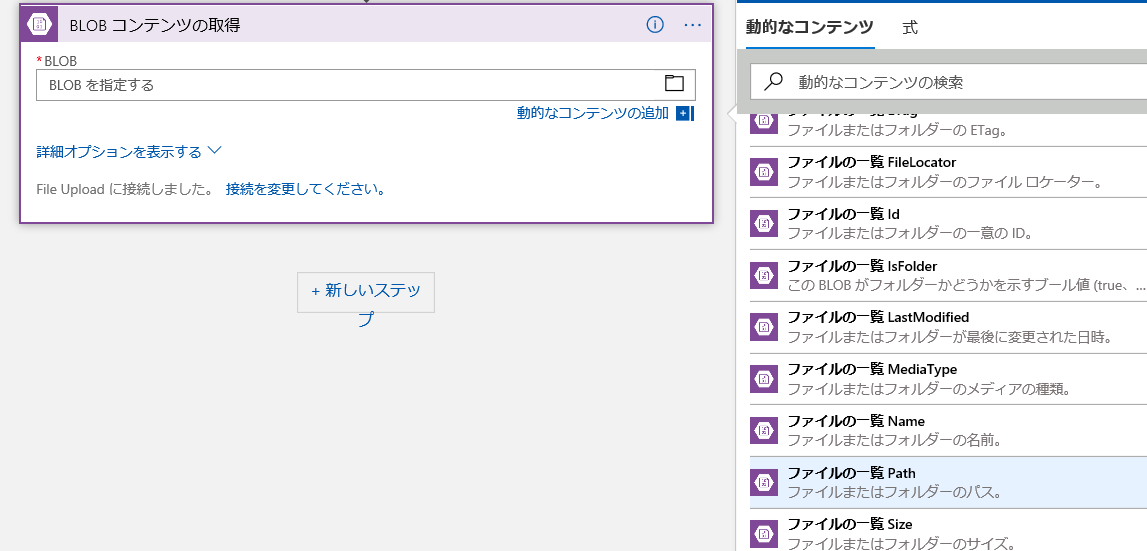 BLOB コンテンツの取得
*BLOB
BLOB を指定する
動的なコンテンツの追加
詳細オプションを表示する
File Upload に接続しました。 接続を変更してください。
+ 新しいステッ
プ
動的なコンテンツ 式
動的なコンテンツの検索
ファイルの一覧 ETag
ファイルまたはフォルダーの ETag。
ファイルの一覧 FileLocator
ファイルまたはフォルダーのファイル ロケーター。
ファイルの一覧 Id
ファイルまたはフォルダーの一意の ID。
ファイルの一覧 IsFolder
この BLOB がフォルダーかどうかを示すブール値 (true、...
ファイルの一覧 LastModified
ファイルまたはフォルダーが最後に変更された日時。
ファイルの一覧 MediaType
ファイルまたはフォルダーのメディアの種類。
ファイルの一覧 Name
ファイルまたはフォルダーの名前。
ファイルの一覧 Path
ファイルまたはフォルダーのパス。
ファイルの一覧 Size
ファイルまたはフォルダーのサイズ。